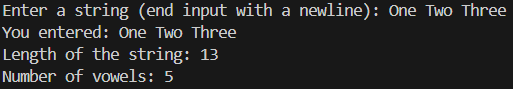 Enter a string (end input with a newline): One Two Three
You entered: One Two Three
Length of the string: 13
Number of vowels: 5